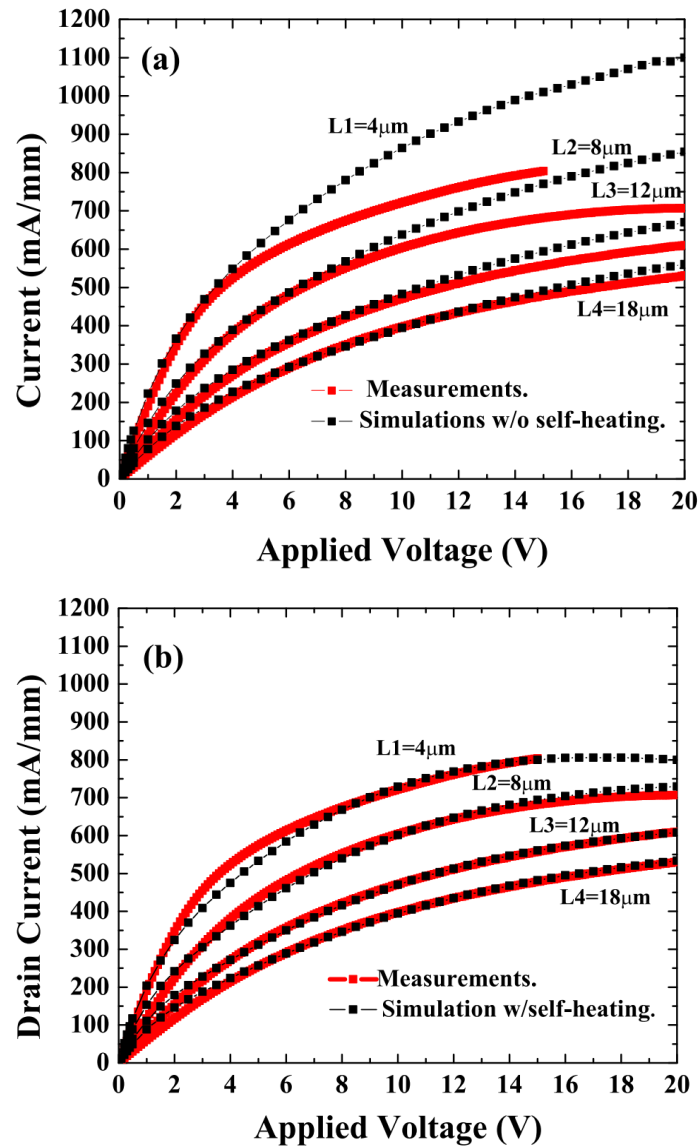 1200
1100
1000
900
800
700
600
500
400
300
200
100
0
(a)
L1=4μm
L2=8μm
L3=12μm
L4=18μm
Measurements.
Simulations w/o self-heating.
0 2 4 6 8 10 12 14 16 18 20
Current (mA/mm)
Applied Voltage (V)
1200
1100
1000
900
800
700
600
500
400
300
200
100
0
(b)
L1=4μm
L2=8μm
L3=12μm
L4=18μm
Measurements.
Simulation w/self-heating.
0 2 4 6 8 10 12 14 16 18 20
Drain Current (mA/mm)
Applied Voltage (V)